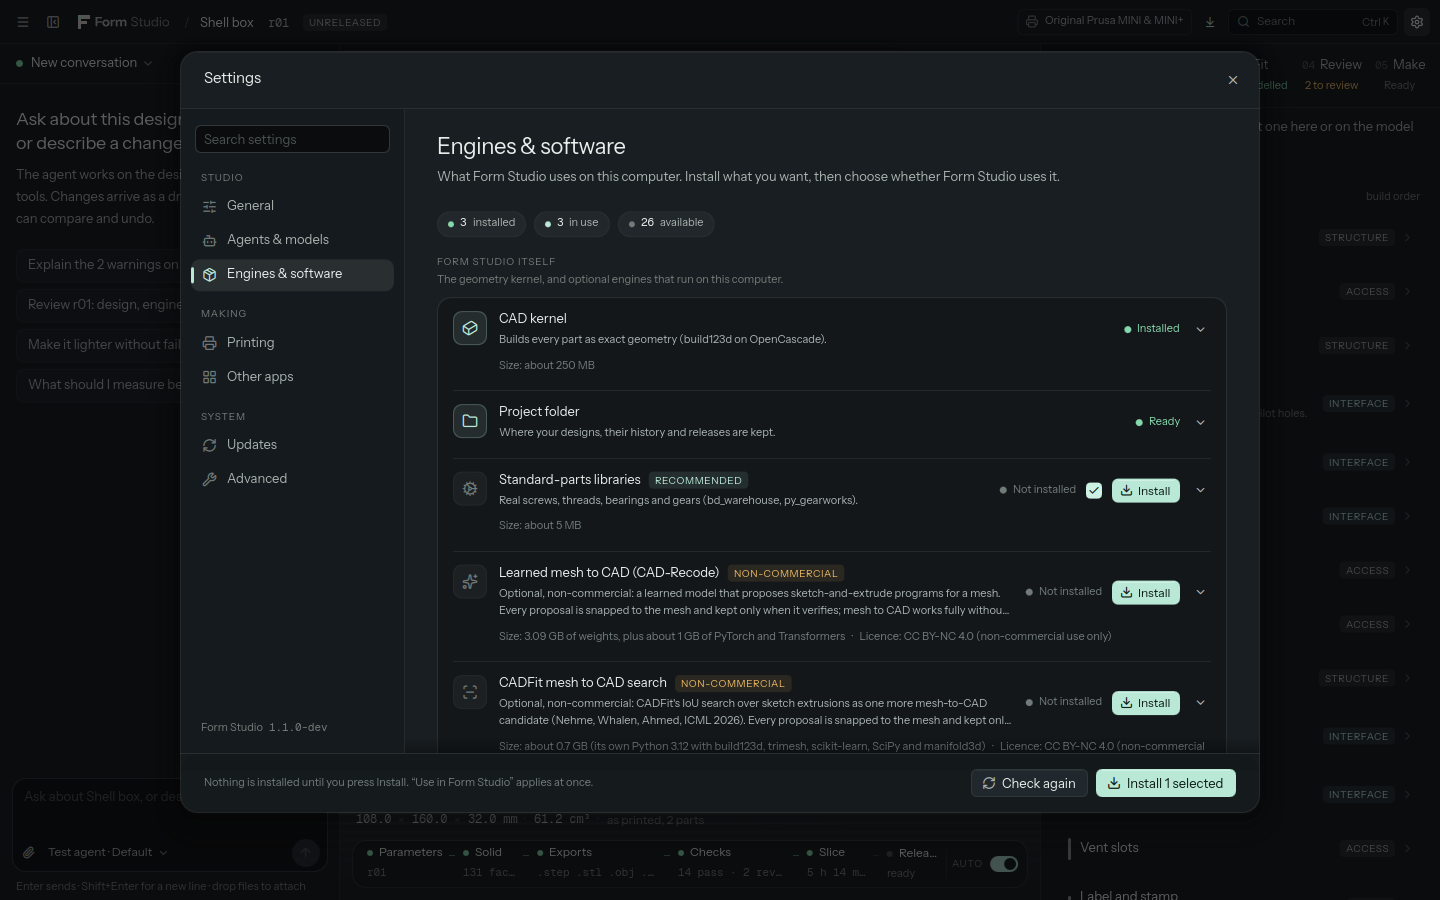 Form Studio / Shell box r01 UNRELEASED
Original Prusa MINI & MINI+
Search Ctrl K
New conversation
Ask about this design
or describe a change
The agent works on the
tools. Changes arrive as a
can compare and undo.
Explain the 2 warnings on
Review r01: design,
Make it lighter without
What should I measure
Ask about Shell box, or
Test agent · Default
Enter sends · Shift+Enter for a new line · drop files to attach
Settings
Search settings
STUDIO
General
Agents & models
Engines & software
MAKING
Printing
Other apps
SYSTEM
Updates
Advanced
Form Studio 1.1.0-dev
Engines & software
What Form Studio uses on this computer. Install what you want, then choose whether Form Studio uses it.
3 installed
3 in use
26 available
FORM STUDIO ITSELF
The geometry kernel, and optional engines that run on this computer.
CAD kernel
Builds every part as exact geometry (build123d on OpenCascade).
Size: about 250 MB
Installed
Project folder
Where your designs, their history and releases are kept.
Ready
Standard-parts libraries RECOMMENDED
Real screws, threads, bearings and gears (bd_warehouse, py_gearworks).
Size: about 5 MB
Not installed
Install
Learned mesh to CAD (CAD-Recode) NON-COMMERCIAL
Optional, non-commercial: a learned model that proposes sketch-and-extrude programs for a mesh.
Every proposal is snapped to the mesh and kept only when it verifies; mesh to CAD works fully withou...
Size: 3.09 GB of weights, plus about 1 GB of PyTorch and Transformers · Licence: CC BY-NC 4.0 (non-commercial use only)
Not installed
Install
CADFit mesh to CAD search NON-COMMERCIAL
Optional, non-commercial: CADFit's IoU search over sketch extrusions as one more mesh-to-CAD
candidate (Nehme, Whalen, Ahmed, ICML 2026). Every proposal is snapped to the mesh and kept onl...
Size: about 0.7 GB (its own Python 3.12 with build123d, trimesh, scikit-learn, SciPy and manifold3d) · Licence: CC BY-NC 4.0 (non-commercial
Not installed
Install
Nothing is installed until you press Install. “Use in Form Studio” applies at once.
Check again
Install 1 selected
108.0 × 160.0 × 32.0 mm 61.2 cm³ as printed, 2 parts
Parameters ...
r01
Solid ...
131 fac...
Exports ...
.step .stl .obj ...
Checks ...
14 pass · 2 rev...
Slice ...
5 h 14 m...
Relea...
ready
AUTO
04 Review
2 to review
05 Make
Ready
one here or on the model
build order
STRUCTURE
ACCESS
STRUCTURE
INTERFACE
holes.
INTERFACE
INTERFACE
ACCESS
ACCESS
STRUCTURE
INTERFACE
INTERFACE
Vent slots
ACCESS
Label and stamp